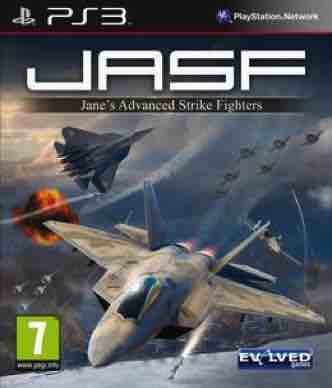 PS3
PlayStation®Network
JASF
Jane's Advanced Strike Fighters
7
www.pegi.info
EVOLVED
games